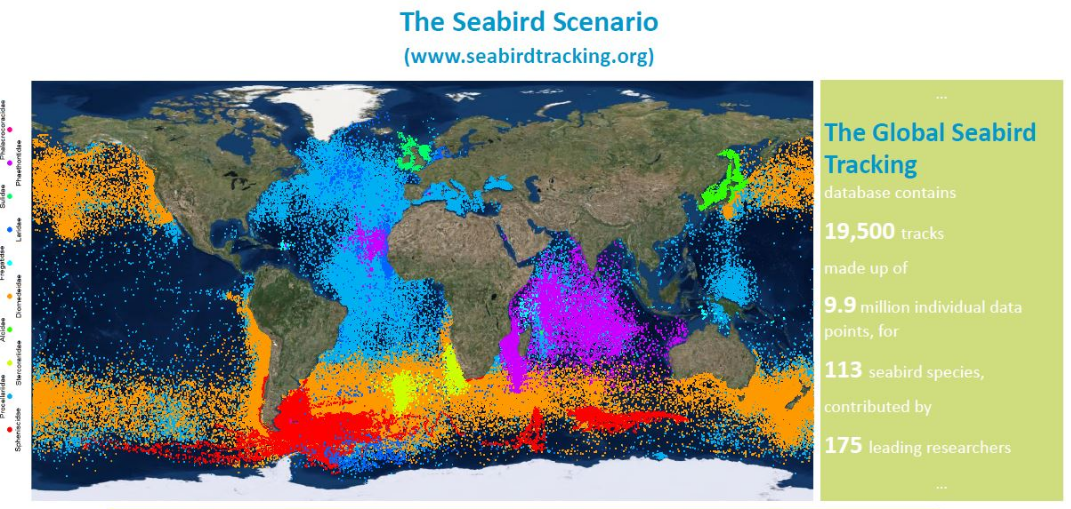 The Seabird Scenario
(www.seabirdtracking.org)
Phalacrocoracidae
Phaethontidae
Sulidae
Laridae
Fregatidae
Diomedeidae
Alcidae
Stercorariidae
Procellariidae
Spheniscidae
...
The Global Seabird
Tracking
database contains
19,500 tracks
made up of
9.9 million individual data
points, for
113 seabird species,
contributed by
175 leading researchers
...